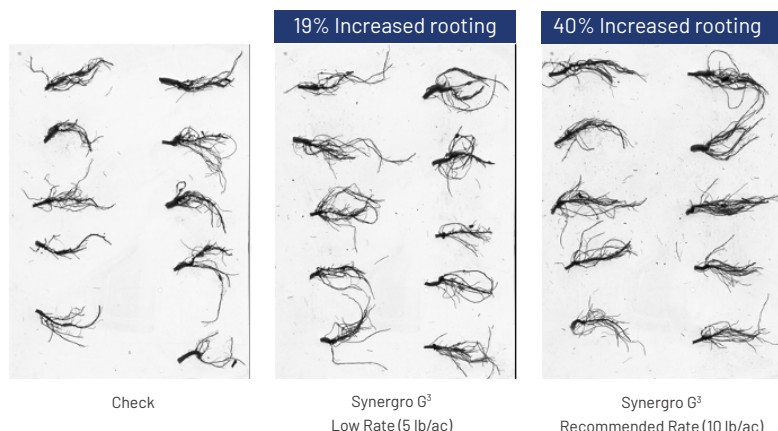 19% Increased rooting
40% Increased rooting
Check
Synergro G³
Low Rate (5 lb/ac)
Synergro G³
Recommended Rate (10 lb/ac)